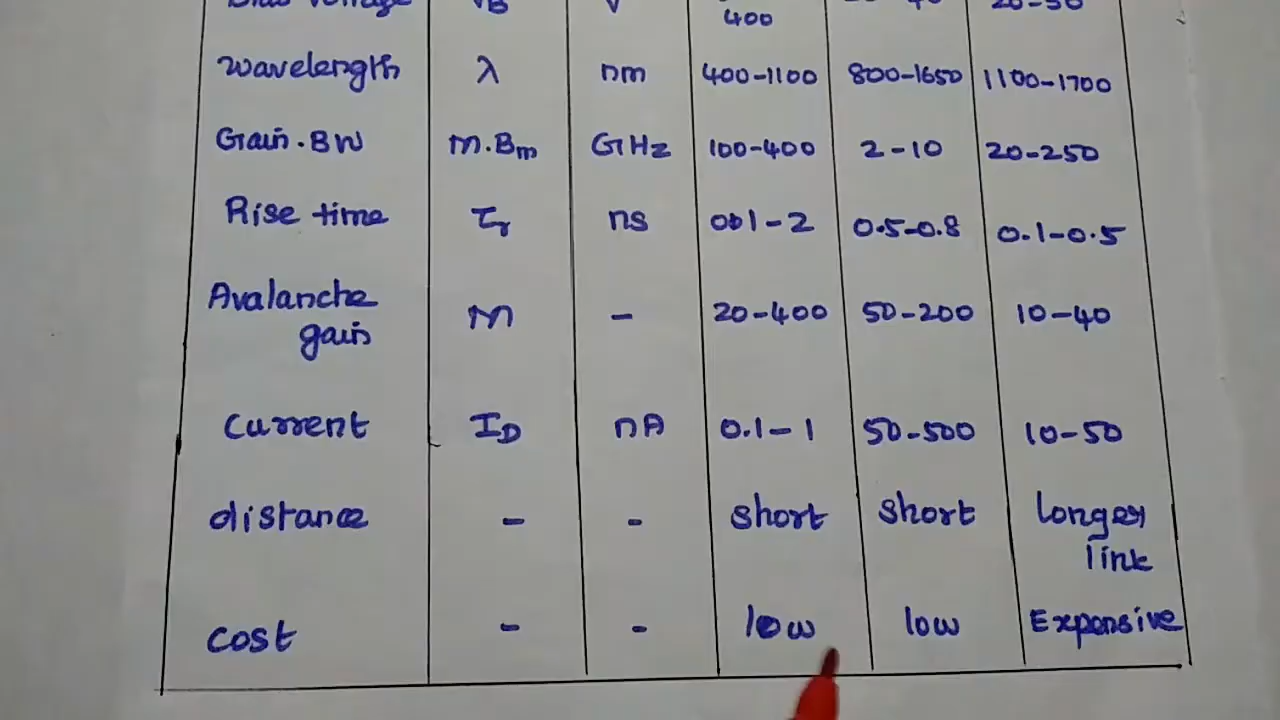 400
wavelength λ nm 400-1100 800-1650 1100-1700
Gain.BW M.Bm GHz 100-400 2-10 20-250
Rise time τr ns 0.1-2 0.5-0.8 0.1-0.5
Avalanche
gain M - 20-400 50-200 10-40
current ID nA 0.1-1 50-500 10-50
distance - - short short longer
link
cost - - low low Expensive